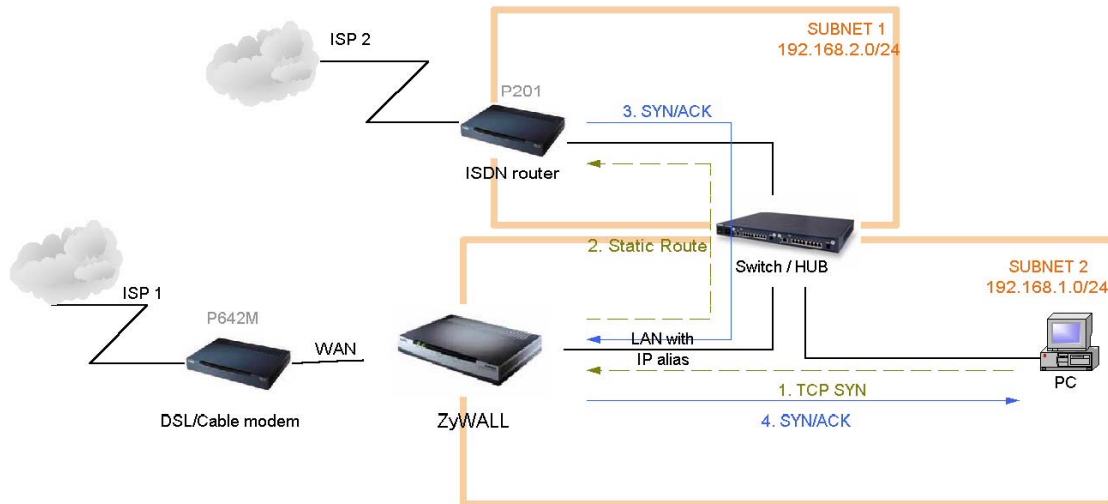 ISP 2
SUBNET 1
192.168.2.0/24
P201
3. SYN/ACK
ISDN router
2. Static Route
Switch / HUB
SUBNET 2
192.168.1.0/24
ISP 1
P642M
WAN
LAN with
IP alias
PC
1. TCP SYN
DSL/Cable modem
ZyWALL
4. SYN/ACK